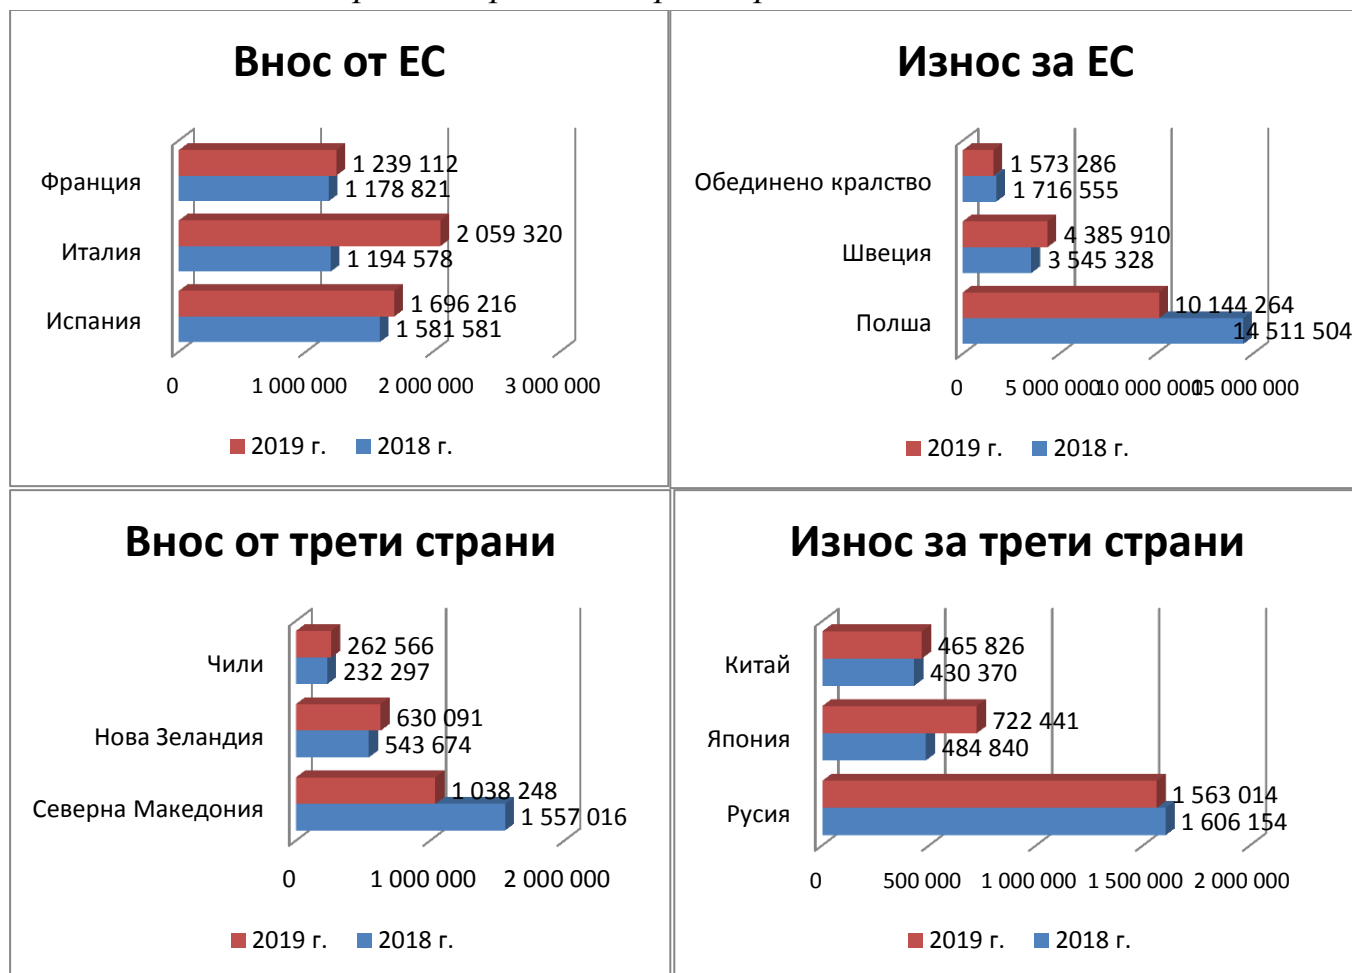 Внос от ЕС
Франция
1 239 112
1 178 821
Италия
2 059 320
1 194 578
Испания
1 696 216
1 581 581
0 1 000 000 2 000 000 3 000 000
2019 г. 2018 г.
Износ за ЕС
Обединено кралство
1 573 286
1 716 555
Швеция
4 385 910
3 545 328
Полша
10 144 264
14 511 504
0 5 000 000 10 000 000 15 000 000
2019 г. 2018 г.
Внос от трети страни
Чили
262 566
232 297
Нова Зеландия
630 091
543 674
Северна Македония
1 038 248
1 557 016
0 1 000 000 2 000 000
2019 г. 2018 г.
Износ за трети страни
Китай
465 826
430 370
Япония
722 441
484 840
Русия
1 563 014
1 606 154
0 500 000 1 000 000 1 500 000 2 000 000
2019 г. 2018 г.